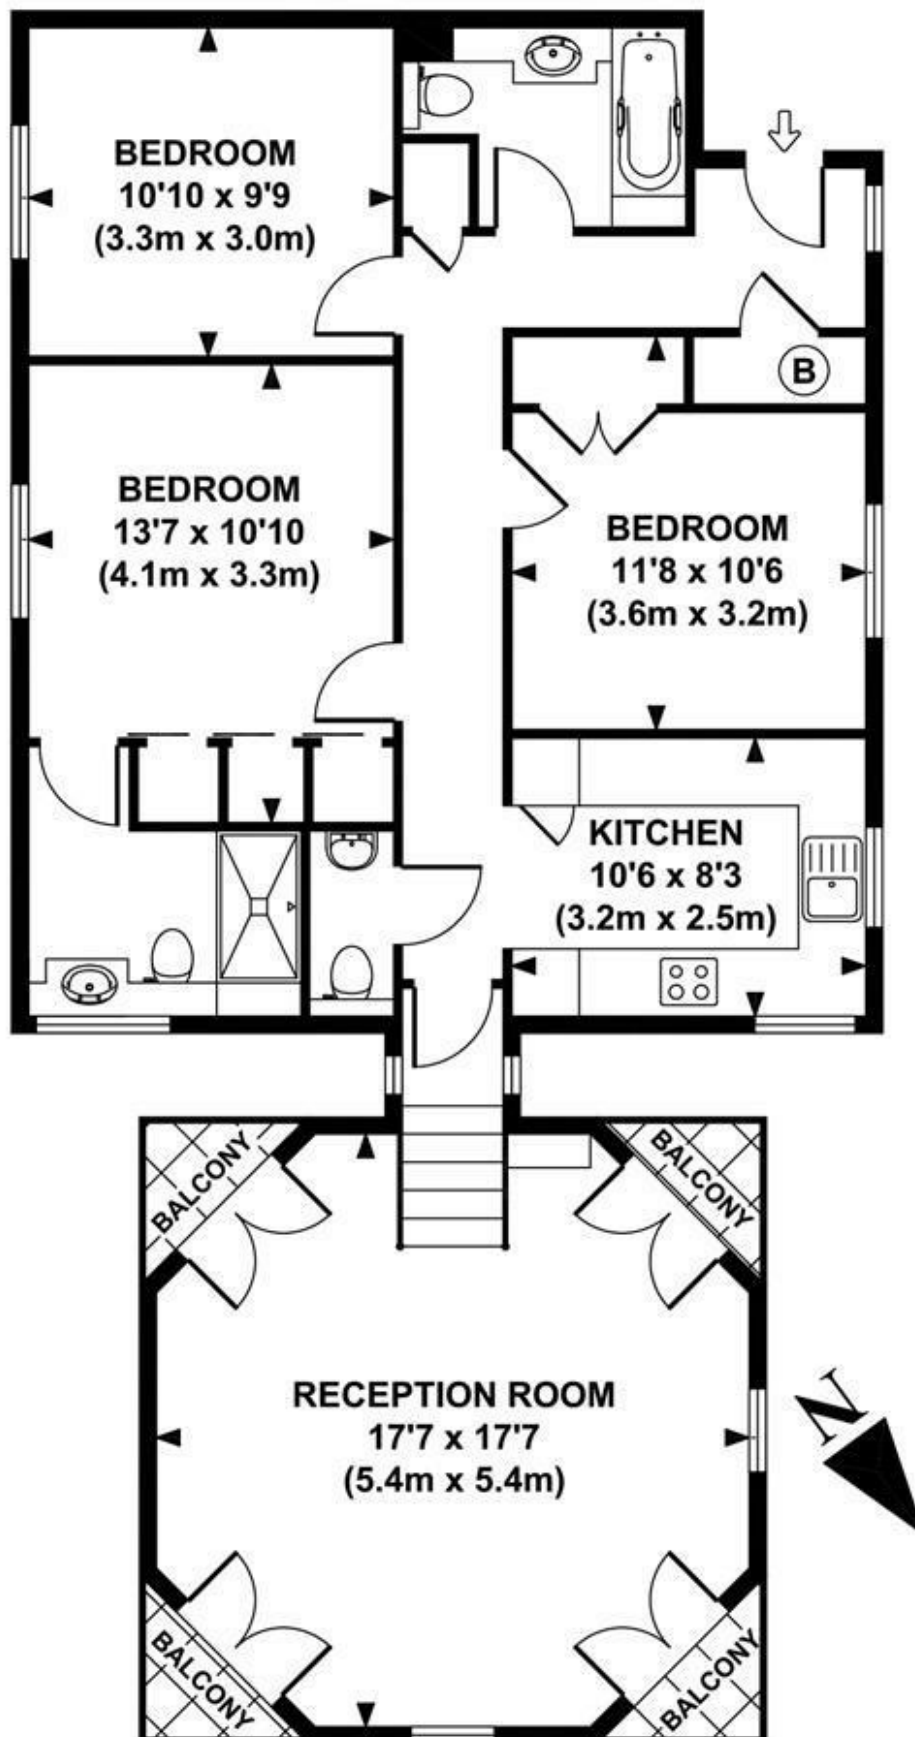 BEDROOM
10'10 x 9'9
(3.3m x 3.0m)
B
BEDROOM
13'7 x 10'10
(4.1m x 3.3m)
BEDROOM
11'8 x 10'6
(3.6m x 3.2m)
KITCHEN
10'6 x 8'3
(3.2m x 2.5m)
BALCONY
BALCONY
RECEPTION ROOM
17'7 x 17'7
(5.4m x 5.4m)
N
BALCONY
BALCONY